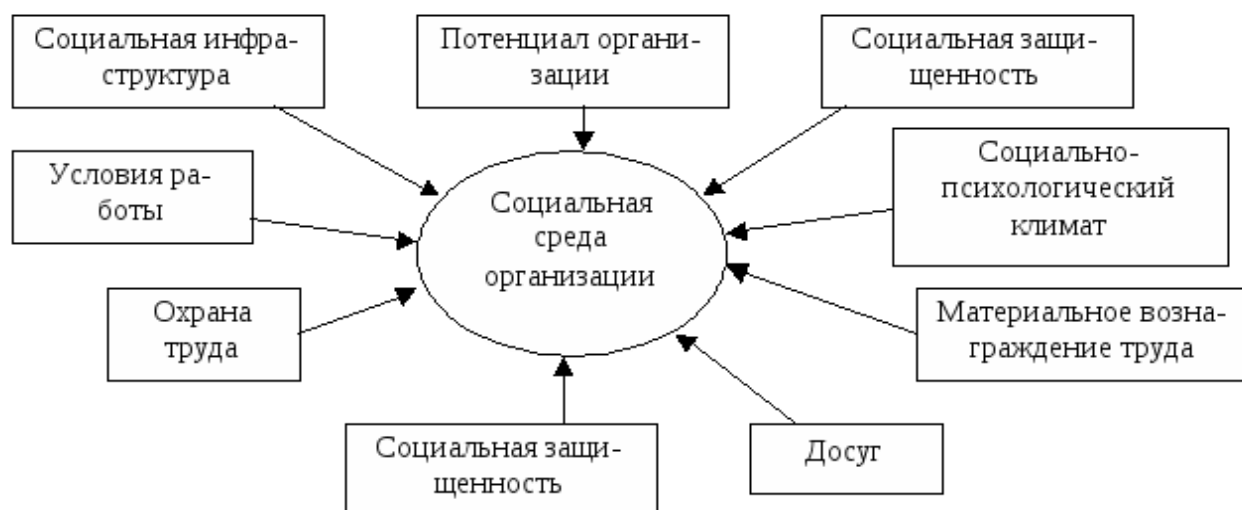 Социальная инфра-
структура
Потенциал органи-
зации
Социальная защи-
щенность
Условия ра-
боты
Социально-
психологический
климат
Социальная
среда
организации
Охрана
труда
Материальное возна-
граждение труда
Социальная защи-
щенность
Досуг